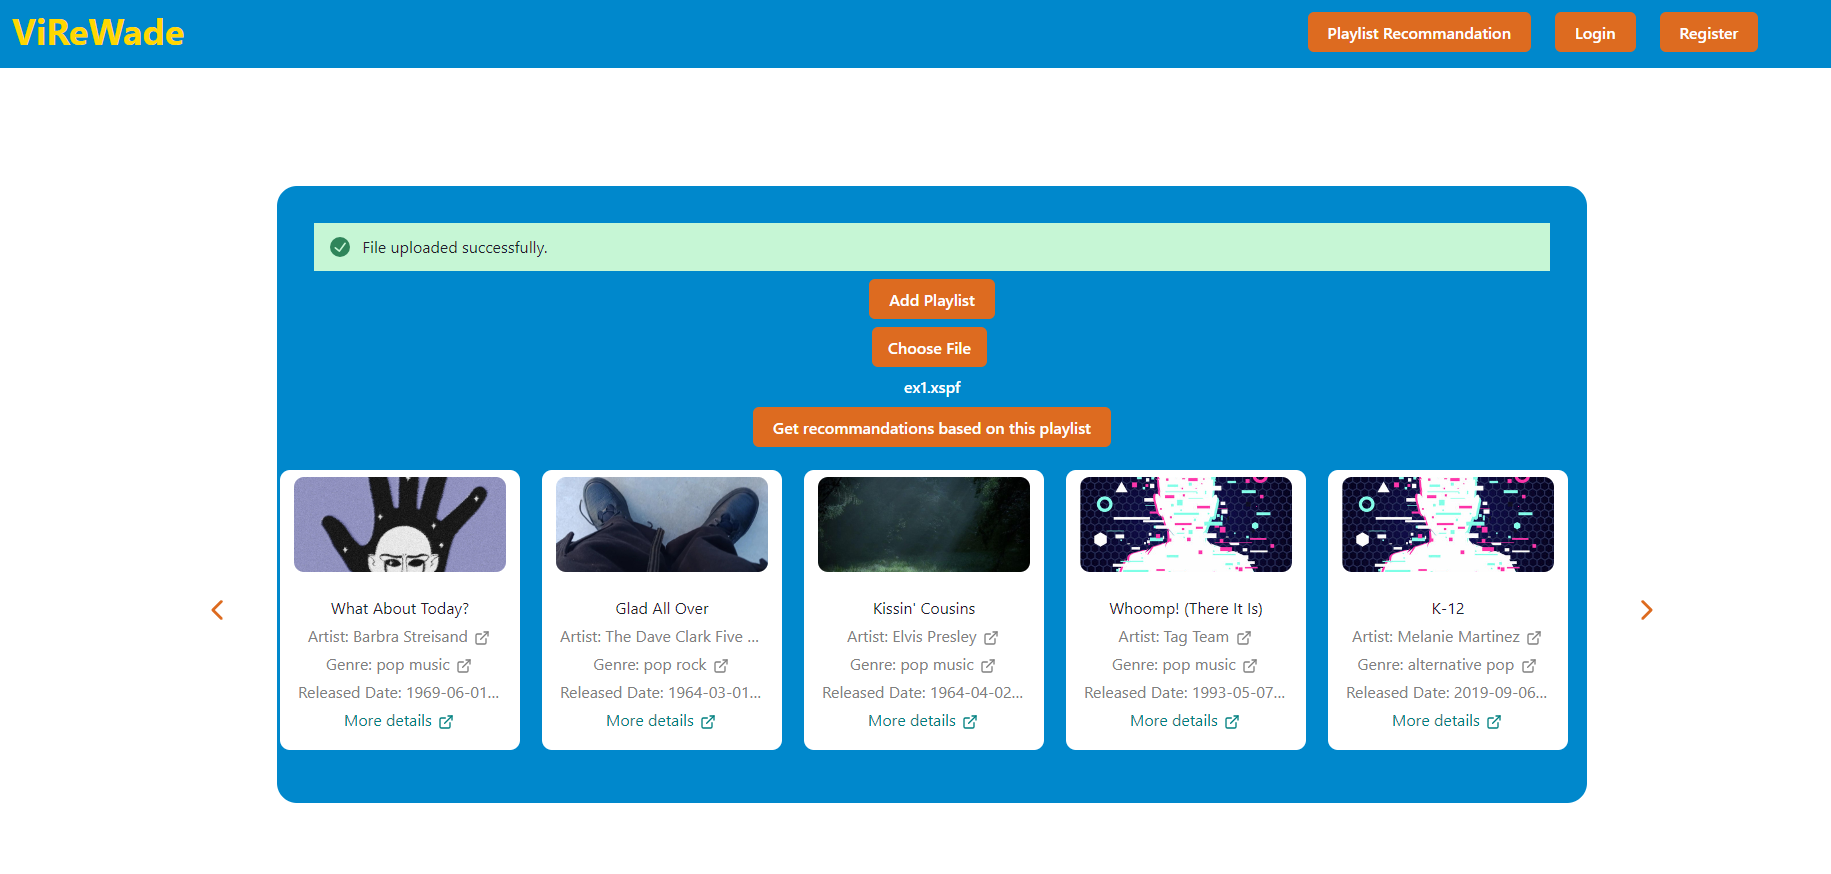 ViReWade
Playlist Recommandation
Login
Register
File uploaded successfully.
Add Playlist
Choose File
ex1.xspf
Get recommandations based on this playlist
What About Today?
Artist: Barbra Streisand
Genre: pop music
Released Date: 1969-06-01...
More details
Glad All Over
Artist: The Dave Clark Five ...
Genre: pop rock
Released Date: 1964-03-01...
More details
Kissin' Cousins
Artist: Elvis Presley
Genre: pop music
Released Date: 1964-04-02...
More details
Whoomp! (There It Is)
Artist: Tag Team
Genre: pop music
Released Date: 1993-05-07...
More details
K-12
Artist: Melanie Martinez
Genre: alternative pop
Released Date: 2019-09-06...
More details